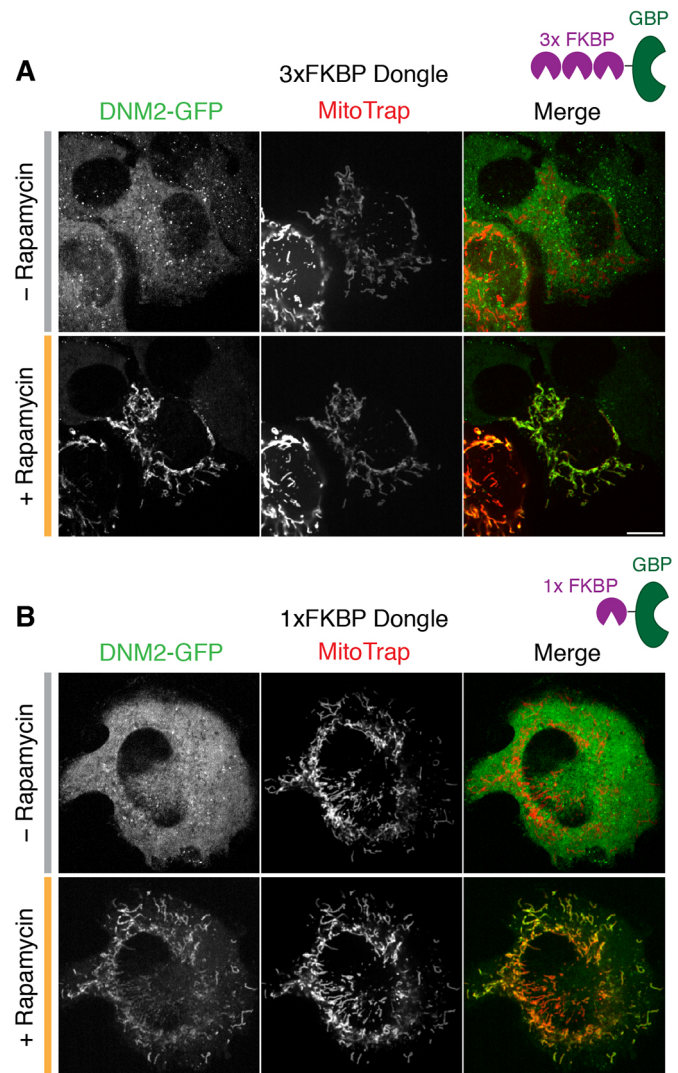 GBP
3x FKBP
A
3xFKBP Dongle
DNM2-GFP
MitoTrap
Merge
– Rapamycin
+ Rapamycin
GBP
1x FKBP
B
1xFKBP Dongle
DNM2-GFP
MitoTrap
Merge
– Rapamycin
+ Rapamycin